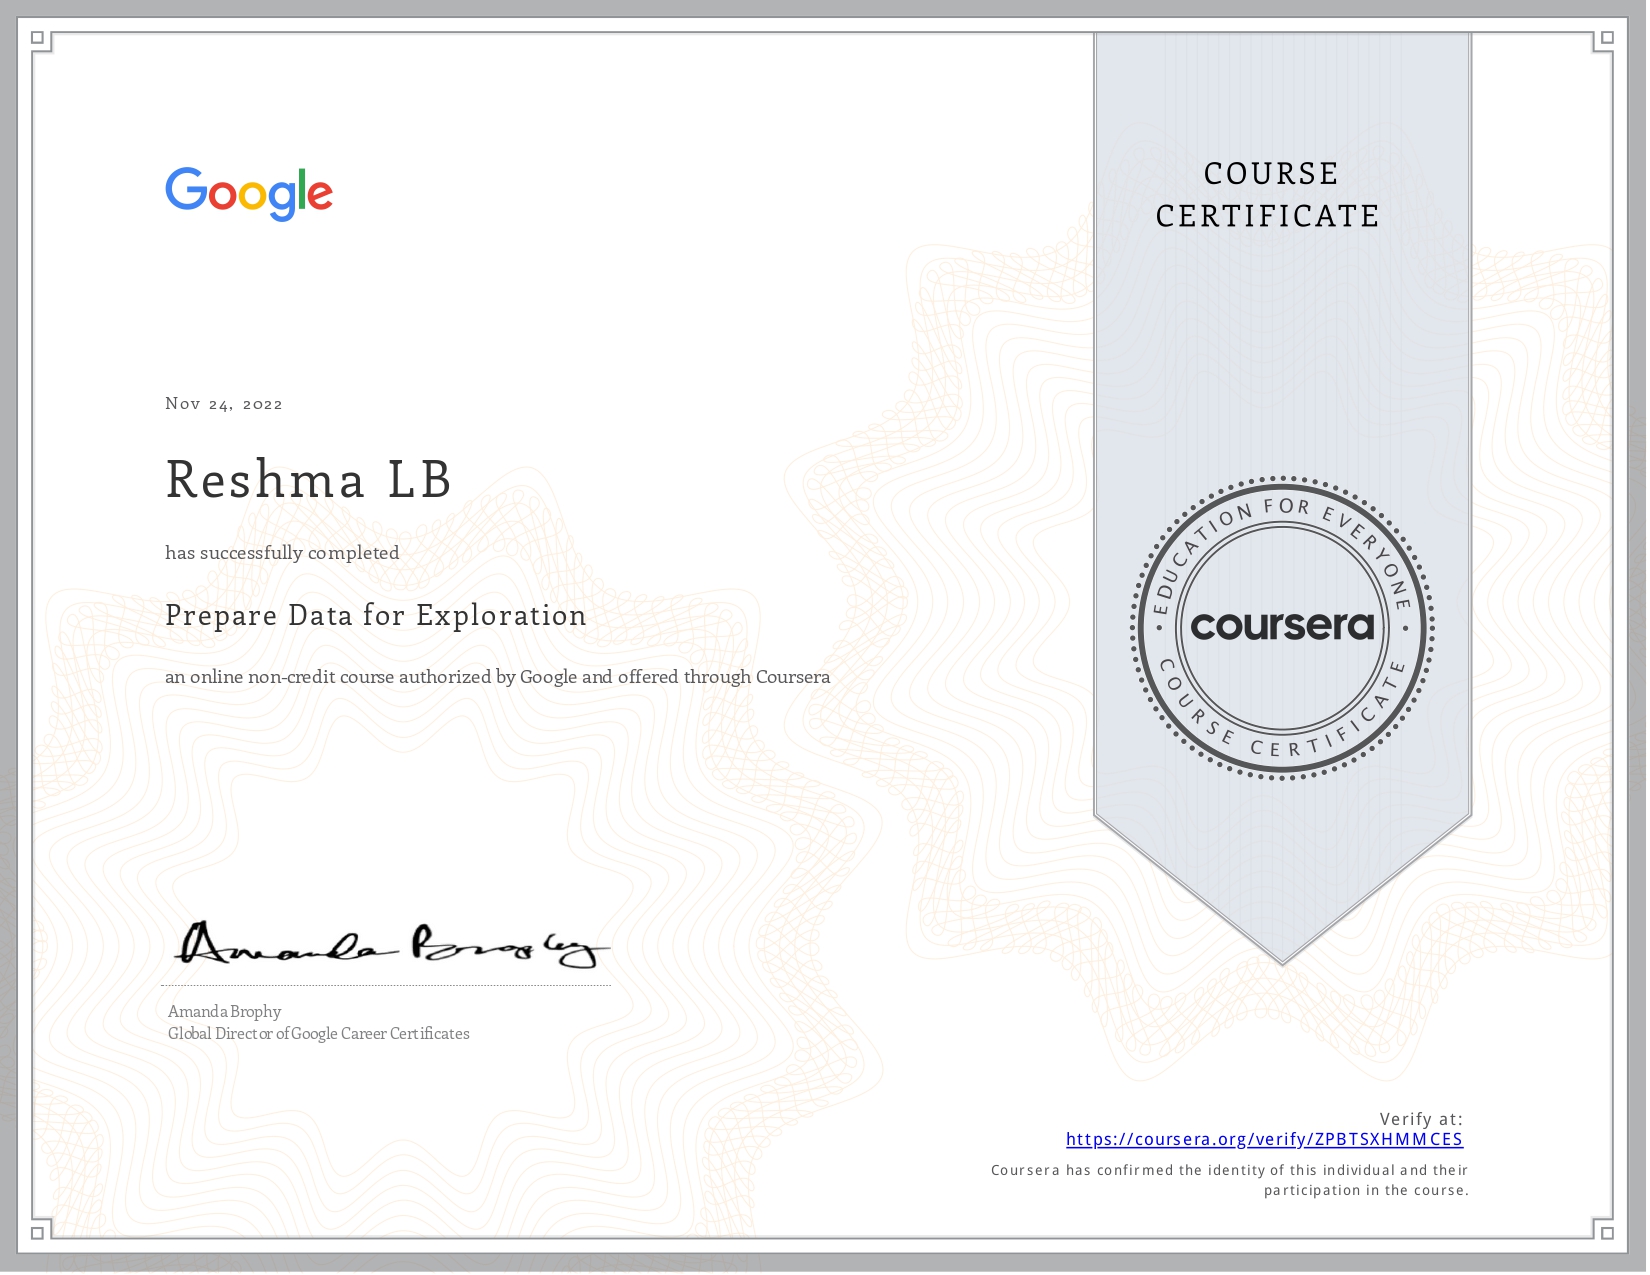 Google
COURSE
CERTIFICATE
Nov 24, 2022
Reshma LB
has successfully completed
Prepare Data for Exploration
an online non-credit course authorized by Google and offered through Coursera
EDUCATION FOR EVERYONE
coursera
COURSE CERTIFICATE
Amanda Brophy
Amanda Brophy
Global Director of Google Career Certificates
Verify at:
https://coursera.org/verify/ZPBTSXHMMCES
Coursera has confirmed the identity of this individual and their
participation in the course.